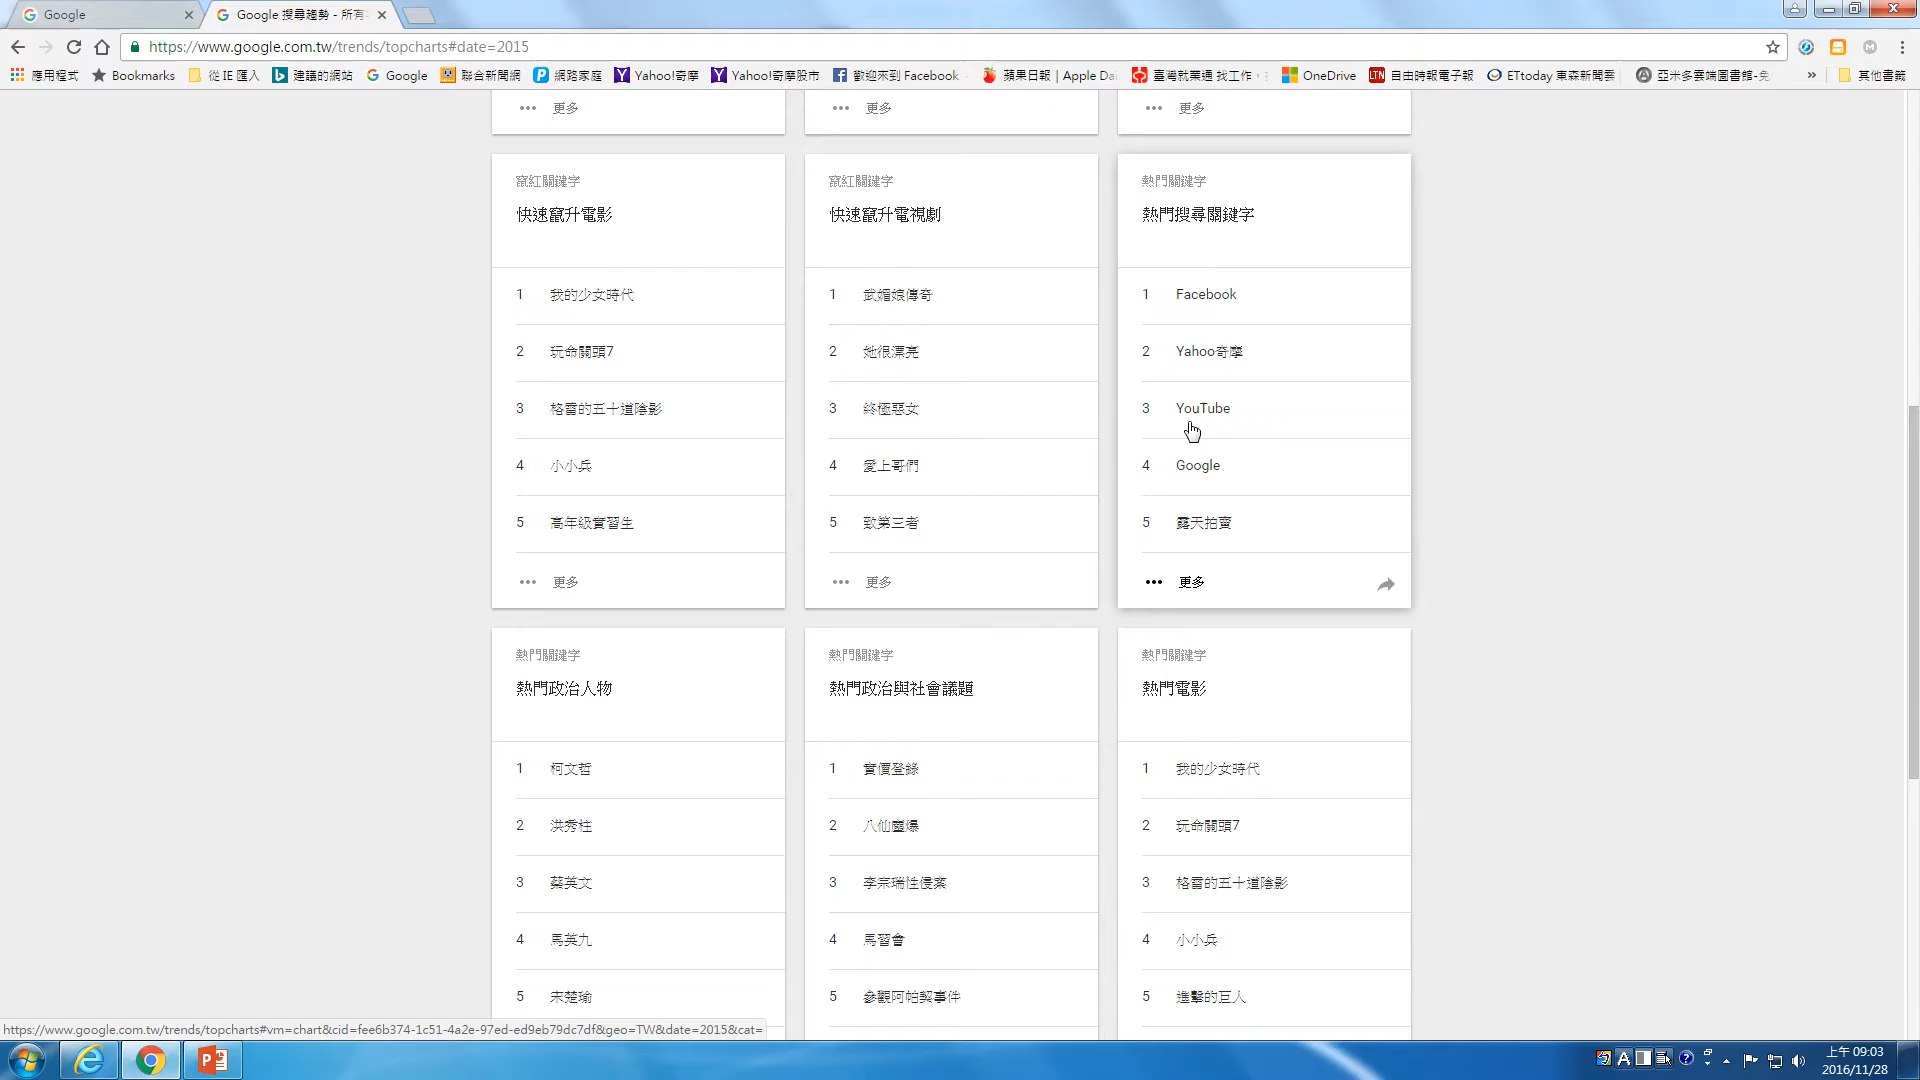 Google
Google 搜尋趨勢 - 所有
https://www.google.com.tw/trends/topcharts#date=2015
應用程式
Bookmarks
從 IE 匯入
建議的網站
Google
聯合新聞網
網路家庭
Yahoo!奇摩
Yahoo!奇摩股市
歡迎來到 Facebook
蘋果日報 | Apple Dai
臺灣就業通 找工作
OneDrive
自由時報電子報
ETtoday 東森新聞雲
亞米多雲端圖書館-免
»
其他書籤
更多
更多
更多
竄紅關鍵字
快速竄升電影
1 我的少女時代
2 玩命關頭7
3 格雷的五十道陰影
4 小小兵
5 高年級實習生
更多
竄紅關鍵字
快速竄升電視劇
1 武媚娘傳奇
2 她很漂亮
3 終極惡女
4 愛上哥們
5 致第三者
更多
熱門關鍵字
熱門搜尋關鍵字
1 Facebook
2 Yahoo奇摩
3 YouTube
4 Google
5 露天拍賣
更多
熱門關鍵字
熱門政治人物
1 柯文哲
2 洪秀柱
3 蔡英文
4 馬英九
5 宋楚瑜
熱門關鍵字
熱門政治與社會議題
1 實價登錄
2 八仙塵爆
3 李宗瑞性侵案
4 馬習會
5 參觀阿帕契事件
熱門關鍵字
熱門電影
1 我的少女時代
2 玩命關頭7
3 格雷的五十道陰影
4 小小兵
5 進擊的巨人
https://www.google.com.tw/trends/topcharts#vm=chart&cid=fee6b374-1c51-4a2e-97ed-ed9eb79dc7df&geo=TW&date=2015&cat=
上午 09:03
2016/11/28